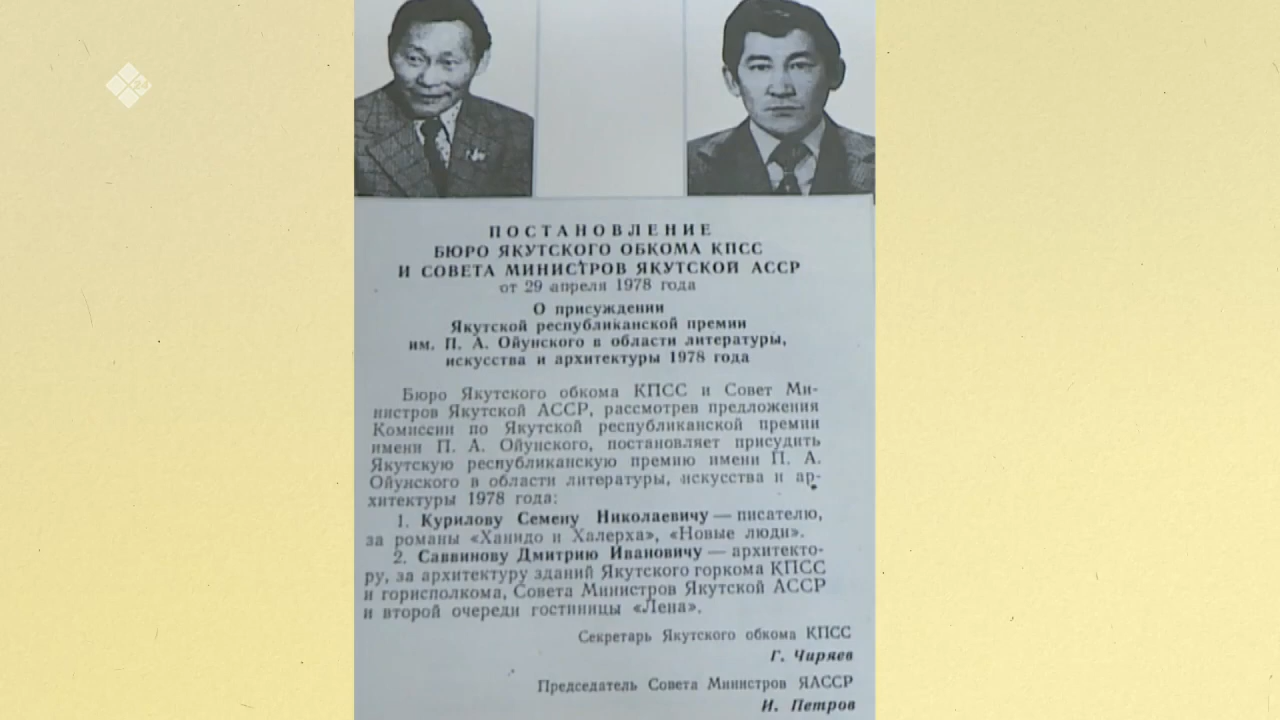 24
ПОСТАНОВЛЕНИЕ
БЮРО ЯКУТСКОГО ОБКОМА КПСС
И СОВЕТА МИНИСТРОВ ЯКУТСКОЙ АССР
от 29 апреля 1978 года
О присуждении
Якутской республиканской премии
им. П. А. Ойунского в области литературы,
искусства и архитектуры 1978 года
Бюро Якутского обкома КПСС и Совет Ми-
нистров Якутской АССР, рассмотрев предложения
Комиссии по Якутской республиканской премии
имени П. А. Ойунского, постановляет присудить
Якутскую республиканскую премию имени П. А.
Ойунского в области литературы, искусства и ар-
хитектуры 1978 года:
1. Курилову Семену Николаевичу — писателю,
за романы «Ханидо и Халерха», «Новые люди».
2. Саввинову Дмитрию Ивановичу — архитекто-
ру, за архитектуру зданий Якутского горкома КПСС
и горисполкома, Совета Министров Якутской АССР
и второй очереди гостиницы «Лена».
Секретарь Якутского обкома КПСС
Г. Чиряев
Председатель Совета Министров ЯАССР
И. Петров